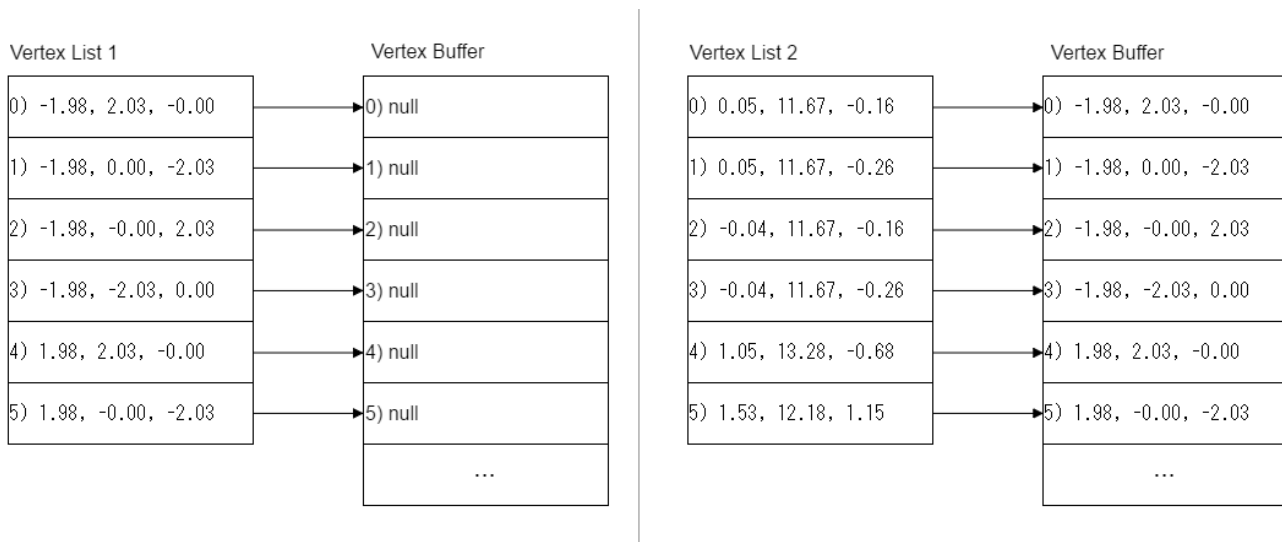 Vertex List 1
0) -1.98, 2.03, -0.00
1) -1.98, 0.00, -2.03
2) -1.98, -0.00, 2.03
3) -1.98, -2.03, 0.00
4) 1.98, 2.03, -0.00
5) 1.98, -0.00, -2.03
Vertex Buffer
0) null
1) null
2) null
3) null
4) null
5) null
...
Vertex List 2
0) 0.05, 11.67, -0.16
1) 0.05, 11.67, -0.26
2) -0.04, 11.67, -0.16
3) -0.04, 11.67, -0.26
4) 1.05, 13.28, -0.68
5) 1.53, 12.18, 1.15
Vertex Buffer
0) -1.98, 2.03, -0.00
1) -1.98, 0.00, -2.03
2) -1.98, -0.00, 2.03
3) -1.98, -2.03, 0.00
4) 1.98, 2.03, -0.00
5) 1.98, -0.00, -2.03
...